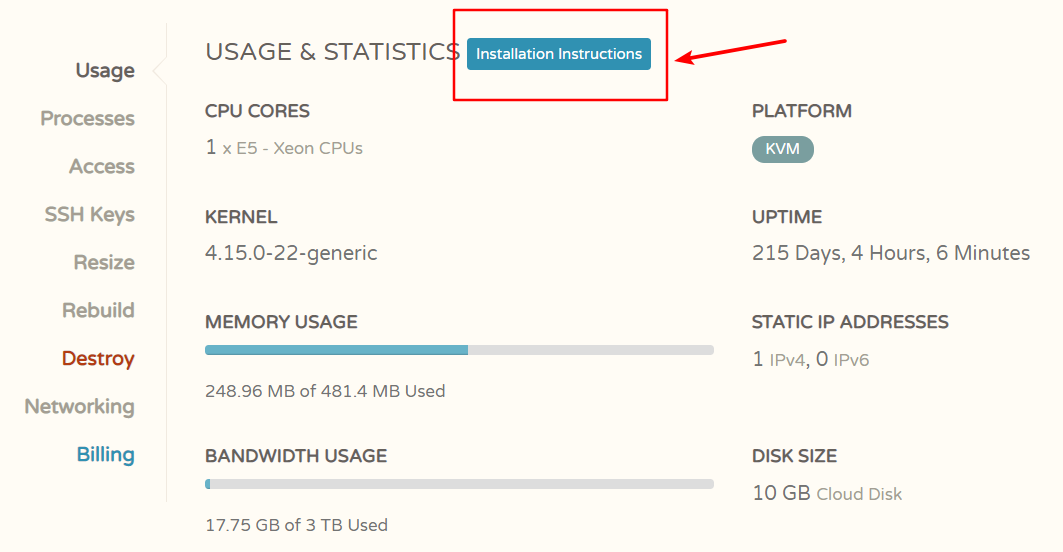 Usage
Processes
Access
SSH Keys
Resize
Rebuild
Destroy
Networking
Billing
USAGE & STATISTICS Installation Instructions
CPU CORES
1 x E5 - Xeon CPUs
PLATFORM
KVM
KERNEL
4.15.0-22-generic
UPTIME
215 Days, 4 Hours, 6 Minutes
MEMORY USAGE
248.96 MB of 481.4 MB Used
STATIC IP ADDRESSES
1 IPv4, 0 IPv6
BANDWIDTH USAGE
17.75 GB of 3 TB Used
DISK SIZE
10 GB Cloud Disk